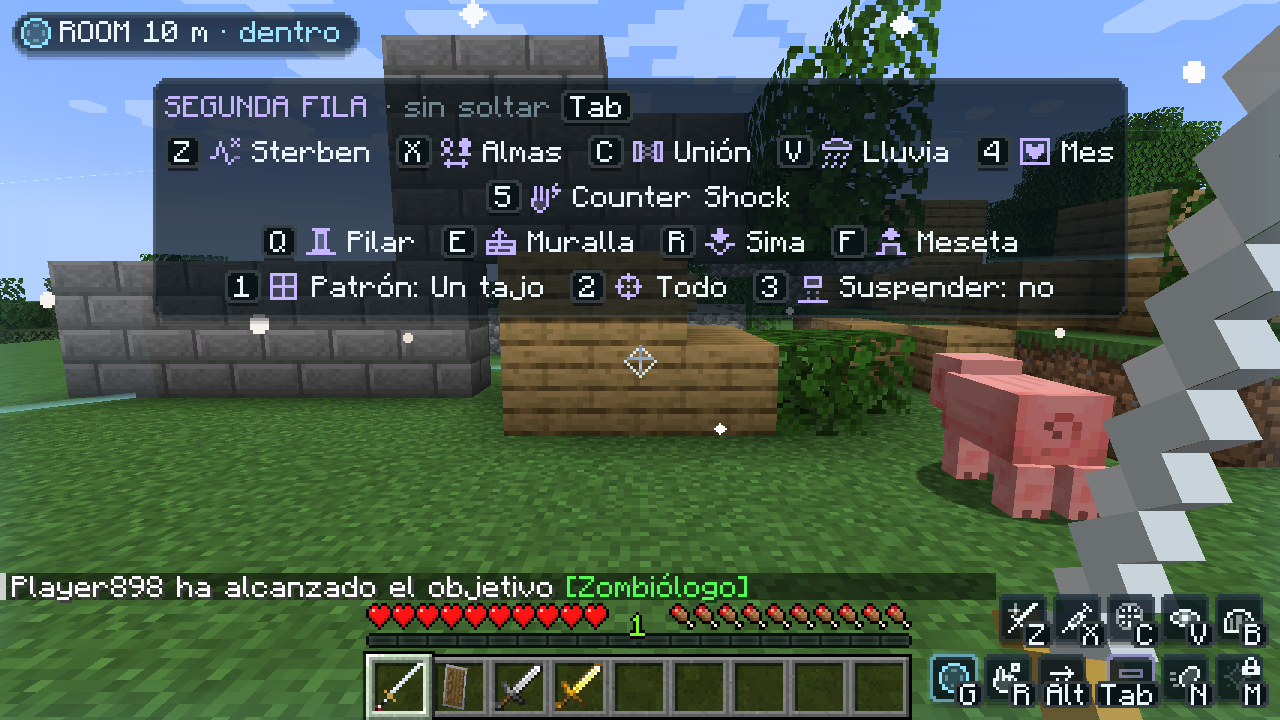 ROOM 10 m · dentro
SEGUNDA FILA · sin soltar Tab
Z Sterben X Almas C Unión V Lluvia 4 Mes
5 Counter Shock
Q Pilar E Muralla R Sima F Meseta
1 Patrón: Un tajo 2 Todo 3 Suspender: no
Player898 ha alcanzado el objetivo [Zombiólogo]
1
Z X C V B
G R Alt Tab N M